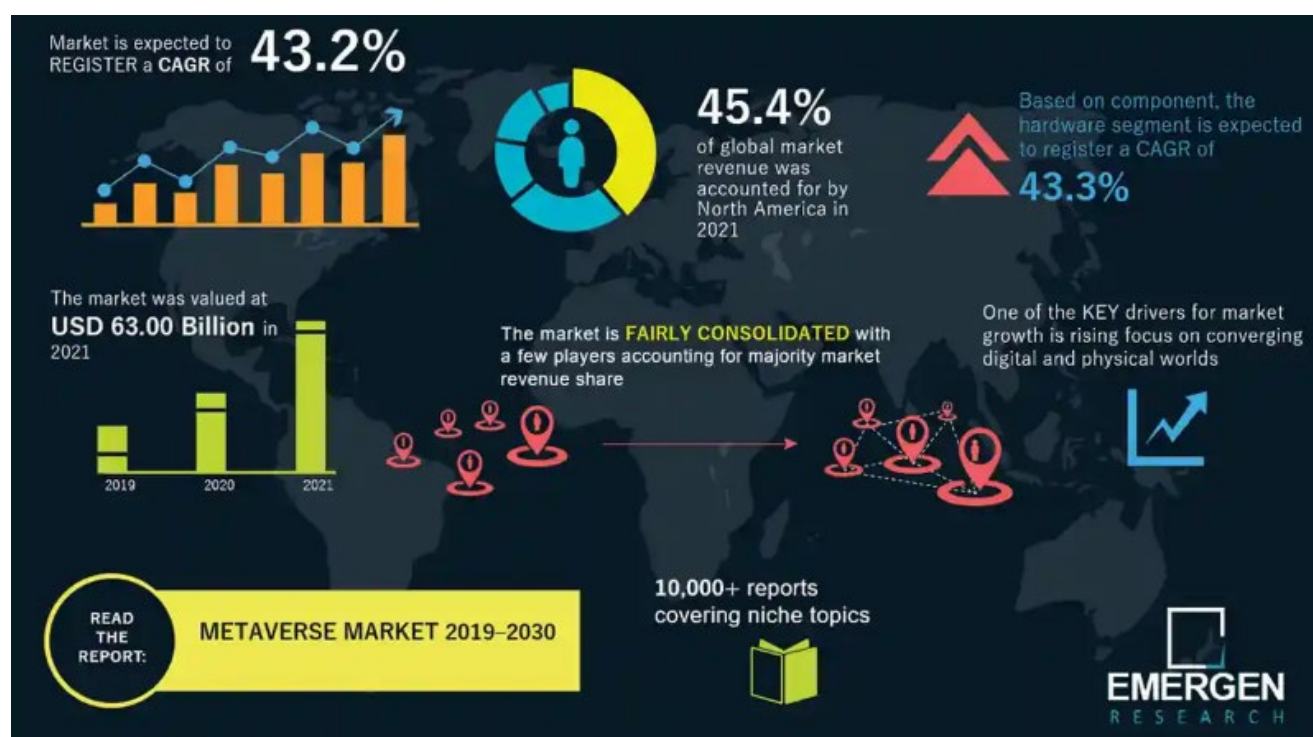 Market is expected to
REGISTER a CAGR of
43.2%
45.4%
of global market
revenue was
accounted for by
North America in
2021
Based on component, the
hardware segment is expected
to register a CAGR of
43.3%
The market was valued at
USD 63.00 Billion in
2021
2019
2020
2021
The market is FAIRLY CONSOLIDATED with
a few players accounting for majority market
revenue share
One of the KEY drivers for market
growth is rising focus on converging
digital and physical worlds
READ
THE
REPORT:
METAVERSE MARKET 2019–2030
10,000+ reports
covering niche topics
EMERGEN
RESEARCH